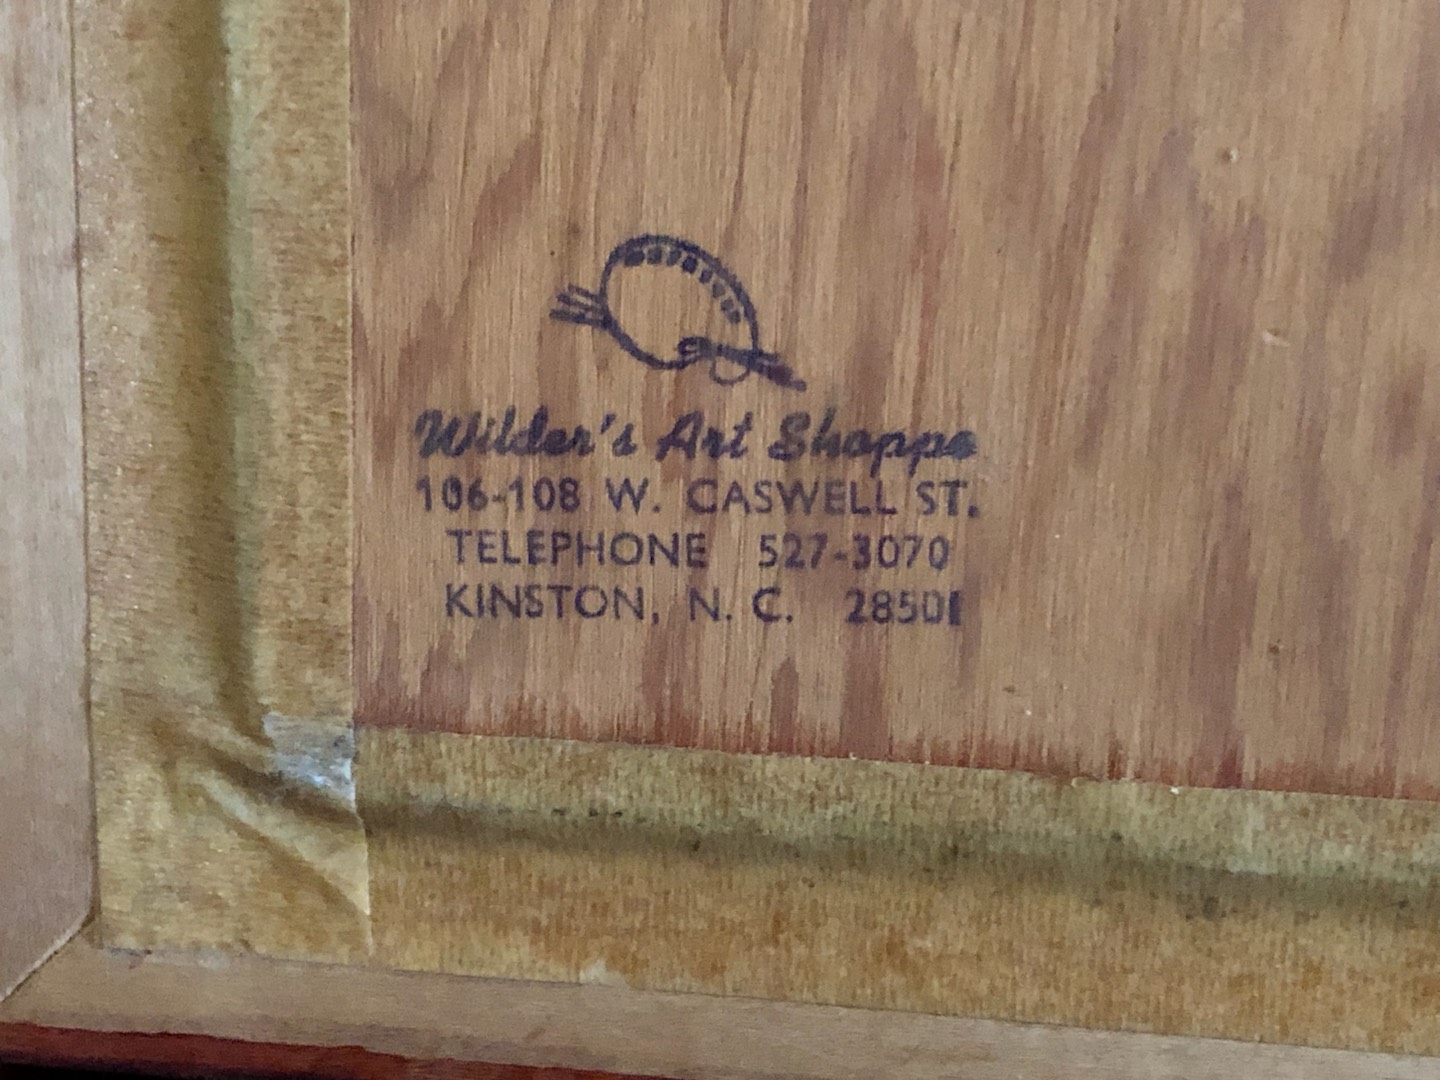 Wilder's Art Shoppe
106-108 W. CASWELL ST.
TELEPHONE 527-3070
KINSTON, N. C. 28501